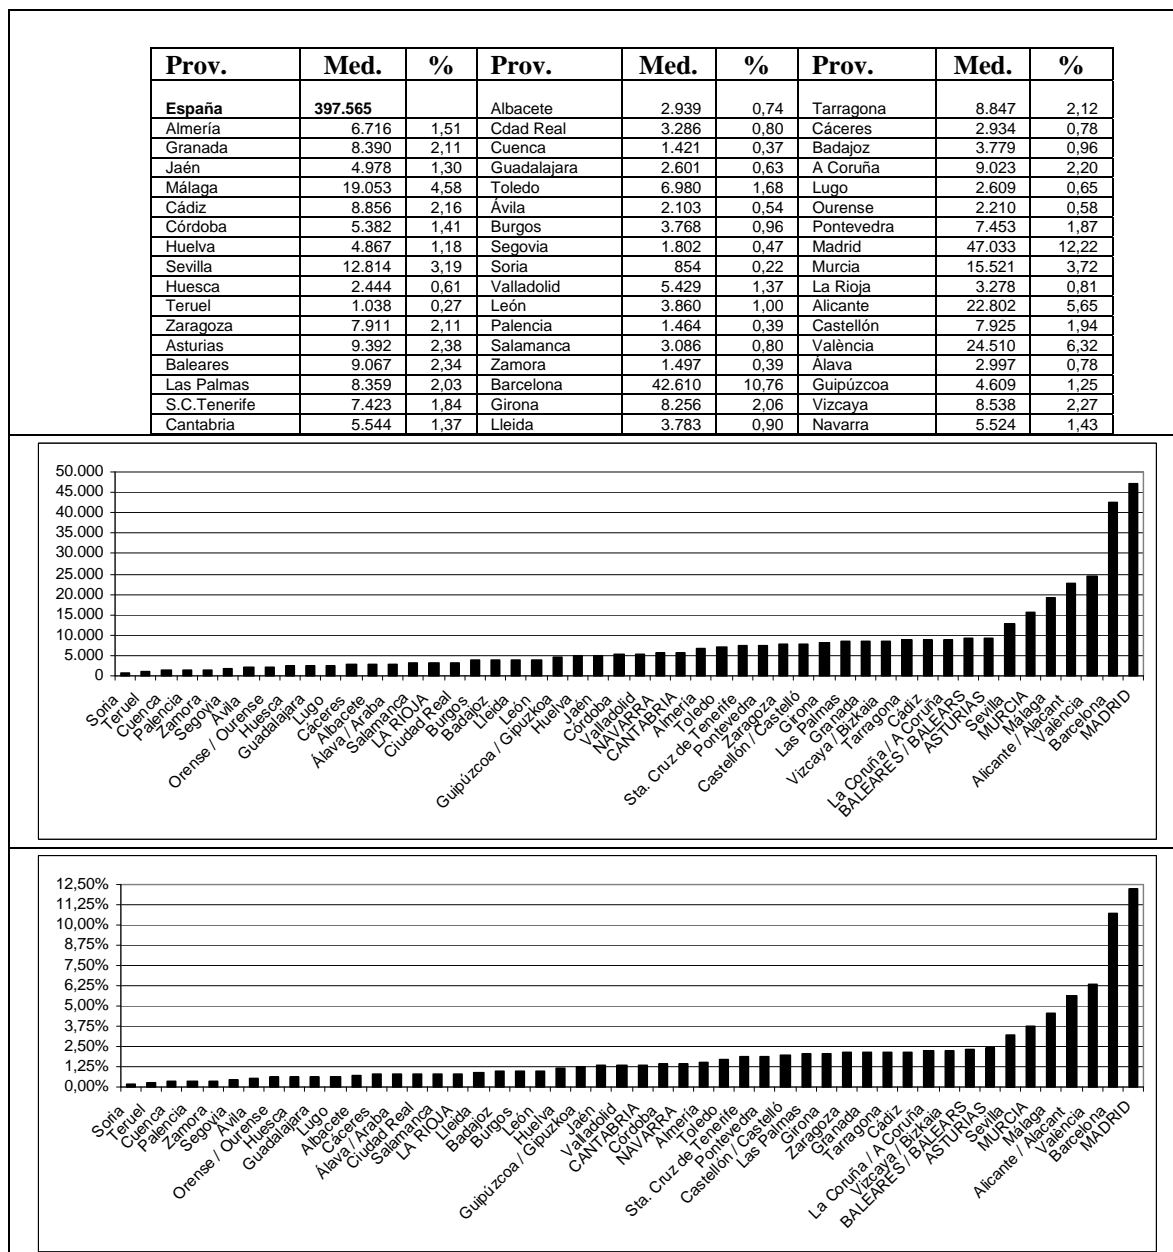 Prov. Med. % Prov. Med. % Prov. Med. %
España 397.565 Albacete 2.939 0,74 Tarragona 8.847 2,12
Almería 6.716 1,51 Cdad Real 3.286 0,80 Cáceres 2.934 0,78
Granada 8.390 2,11 Cuenca 1.421 0,37 Badajoz 3.779 0,96
Jaén 4.978 1,30 Guadalajara 2.601 0,63 A Coruña 9.023 2,20
Málaga 19.053 4,58 Toledo 6.980 1,68 Lugo 2.609 0,65
Cádiz 8.856 2,16 Ávila 2.103 0,54 Ourense 2.210 0,58
Córdoba 5.382 1,41 Burgos 3.768 0,96 Pontevedra 7.453 1,87
Huelva 4.867 1,18 Segovia 1.802 0,47 Madrid 47.033 12,22
Sevilla 12.814 3,19 Soria 854 0,22 Murcia 15.521 3,72
Huesca 2.444 0,61 Valladolid 5.429 1,37 La Rioja 3.278 0,81
Teruel 1.038 0,27 León 3.860 1,00 Alicante 22.802 5,65
Zaragoza 7.911 2,11 Palencia 1.464 0,39 Castellón 7.925 1,94
Asturias 9.392 2,38 Salamanca 3.086 0,80 València 24.510 6,32
Baleares 9.067 2,34 Zamora 1.497 0,39 Álava 2.997 0,78
Las Palmas 8.359 2,03 Barcelona 42.610 10,76 Guipúzcoa 4.609 1,25
S.C.Tenerife 7.423 1,84 Girona 8.256 2,06 Vizcaya 8.538 2,27
Cantabria 5.544 1,37 Lleida 3.783 0,90 Navarra 5.524 1,43
50.000
45.000
40.000
35.000
30.000
25.000
20.000
15.000
10.000
5.000
0
Soria
Teruel
Cuenca
Palencia
Zamora
Segovia
Ávila
Orense / Ourense
Huesca
Guadalajara
Lugo
Cáceres
Albacete
Álava / Araba
Salamanca
LA RIOJA
Ciudad Real
Burgos
Badajoz
Lleida
León
Guipúzcoa / Gipuzkoa
Huelva
Jaén
Córdoba
Valladolid
NAVARRA
CANTABRIA
Almería
Toledo
Sta. Cruz de Tenerife
Pontevedra
Zaragoza
Castellón / Castelló
Girona
Las Palmas
Granada
Vizcaya / Bizkaia
Tarragona
Cádiz
La Coruña / A Coruña
BALEARES / BALEARS
ASTURIAS
Sevilla
MURCIA
Málaga
Alicante / Alacant
València
Barcelona
MADRID
12,50%
11,25%
10,00%
8,75%
7,50%
6,25%
5,00%
3,75%
2,50%
1,25%
0,00%
Soria
Teruel
Cuenca
Palencia
Zamora
Segovia
Ávila
Orense / Ourense
Huesca
Guadalajara
Lugo
Albacete
Cáceres
Álava / Araba
Ciudad Real
Salamanca
LA RIOJA
Lleida
Badajoz
Burgos
León
Huelva
Guipúzcoa / Gipuzkoa
Jaén
Valladolid
CANTABRIA
Córdoba
NAVARRA
Almería
Toledo
Sta. Cruz de Tenerife
Pontevedra
Castellón / Castelló
Las Palmas
Girona
Zaragoza
Granada
Tarragona
Cádiz
La Coruña / A Coruña
Vizcaya / Bizkaia
BALEARES / BALEARS
ASTURIAS
Sevilla
MURCIA
Málaga
Alicante / Alacant
València
Barcelona
MADRID